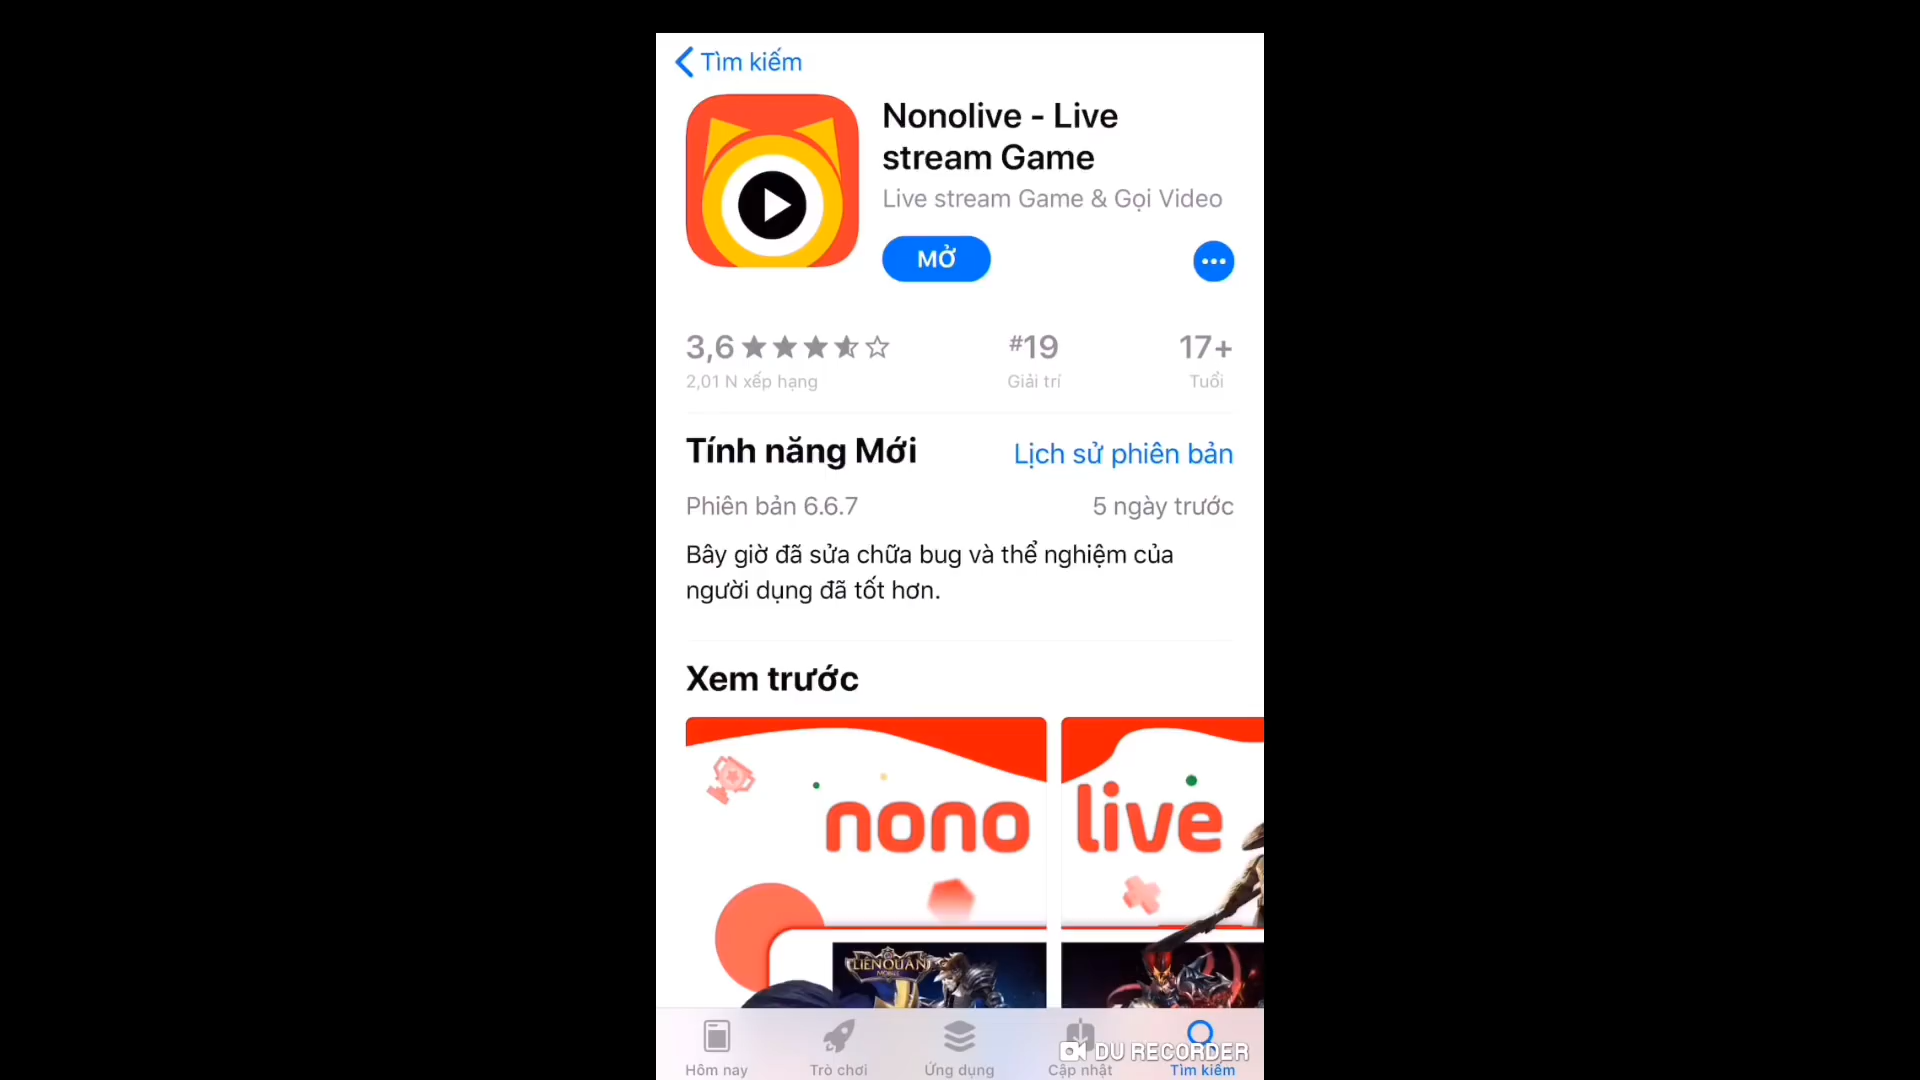 Tìm kiếm
Nonolive - Live
stream Game
Live stream Game & Gọi Video
MỞ
3,6
#19
17+
2,01 N xếp hạng
Giải trí
Tuổi
Tính năng Mới
Lịch sử phiên bản
Phiên bản 6.6.7
5 ngày trước
Bây giờ đã sửa chữa bug và thể nghiệm của
người dụng đã tốt hơn.
Xem trước
nono
live
LIÊN QUÂN
MOBILE
DU RECORDER
Hôm nay
Trò chơi
Ứng dụng
Cập nhật
Tìm kiếm